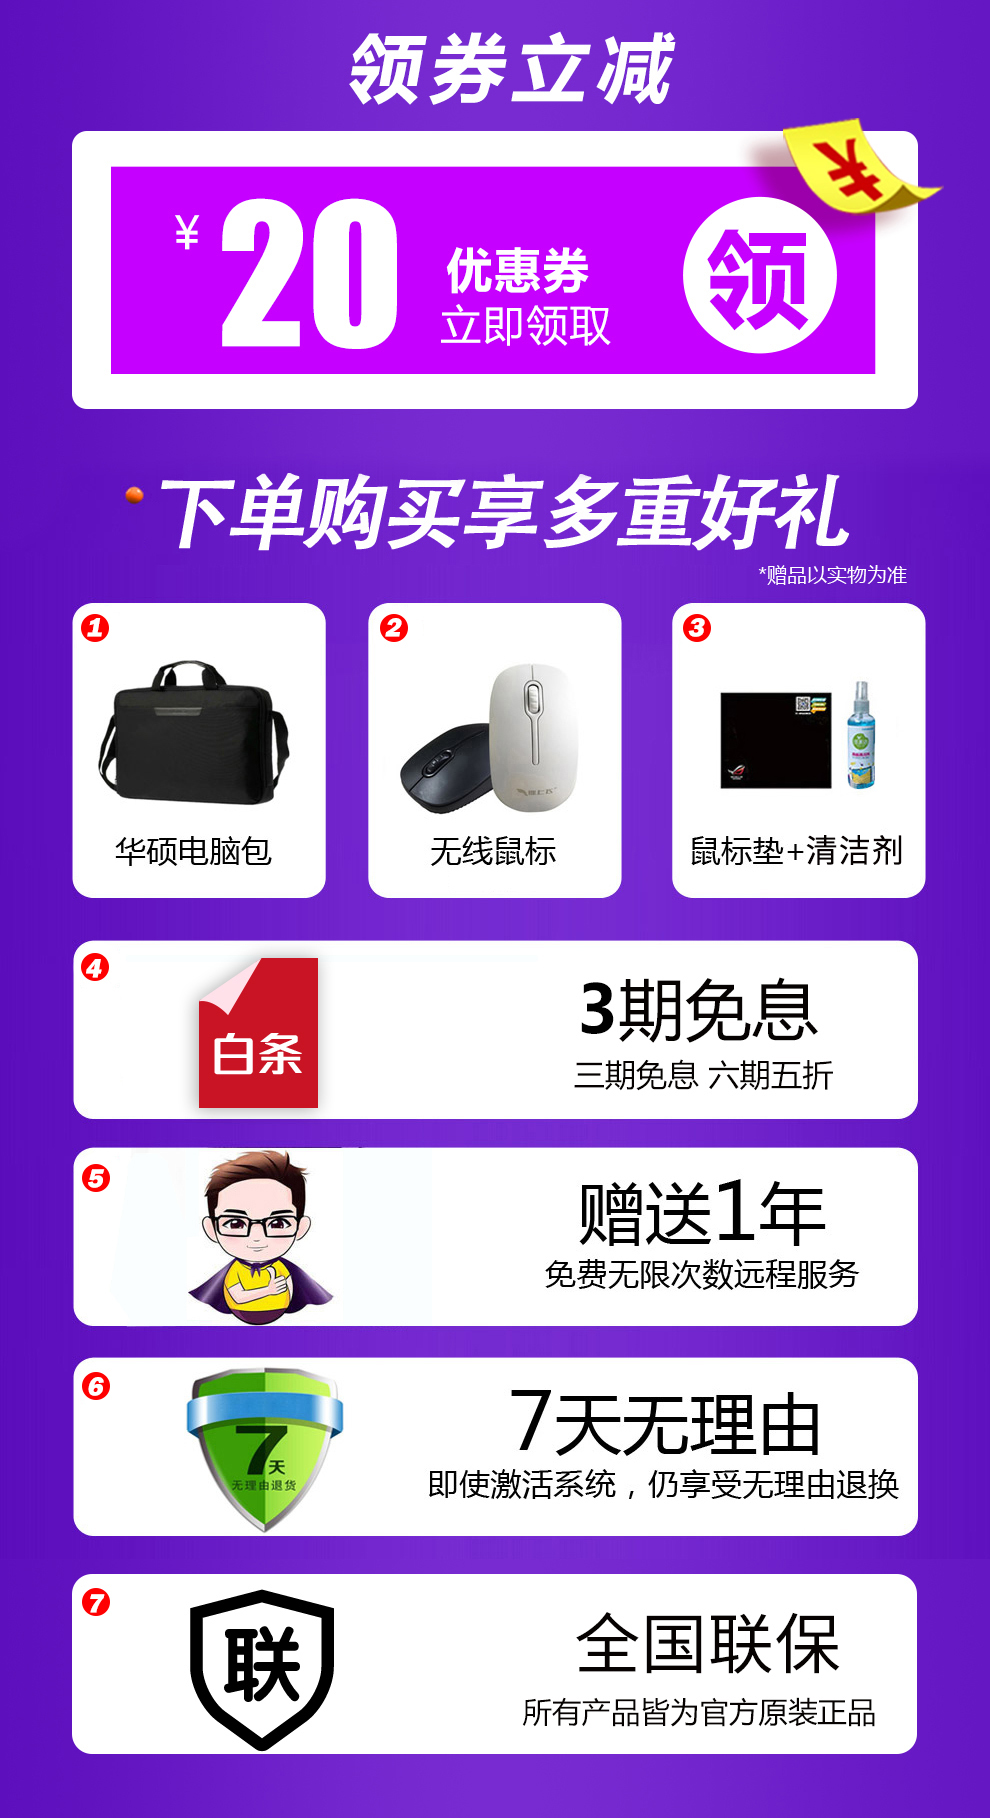 领券立减
¥
¥20
优惠券
立即领取
领
下单购买享多重好礼
*赠品以实物为准
1
华硕电脑包
2
无线鼠标
3
鼠标垫+清洁剂
4
白条
3期免息
三期免息 六期五折
5
赠送1年
免费无限次数远程服务
6
7天
无理由退货
7天无理由
即使激活系统，仍享受无理由退换
7
联
全国联保
所有产品皆为官方原装正品